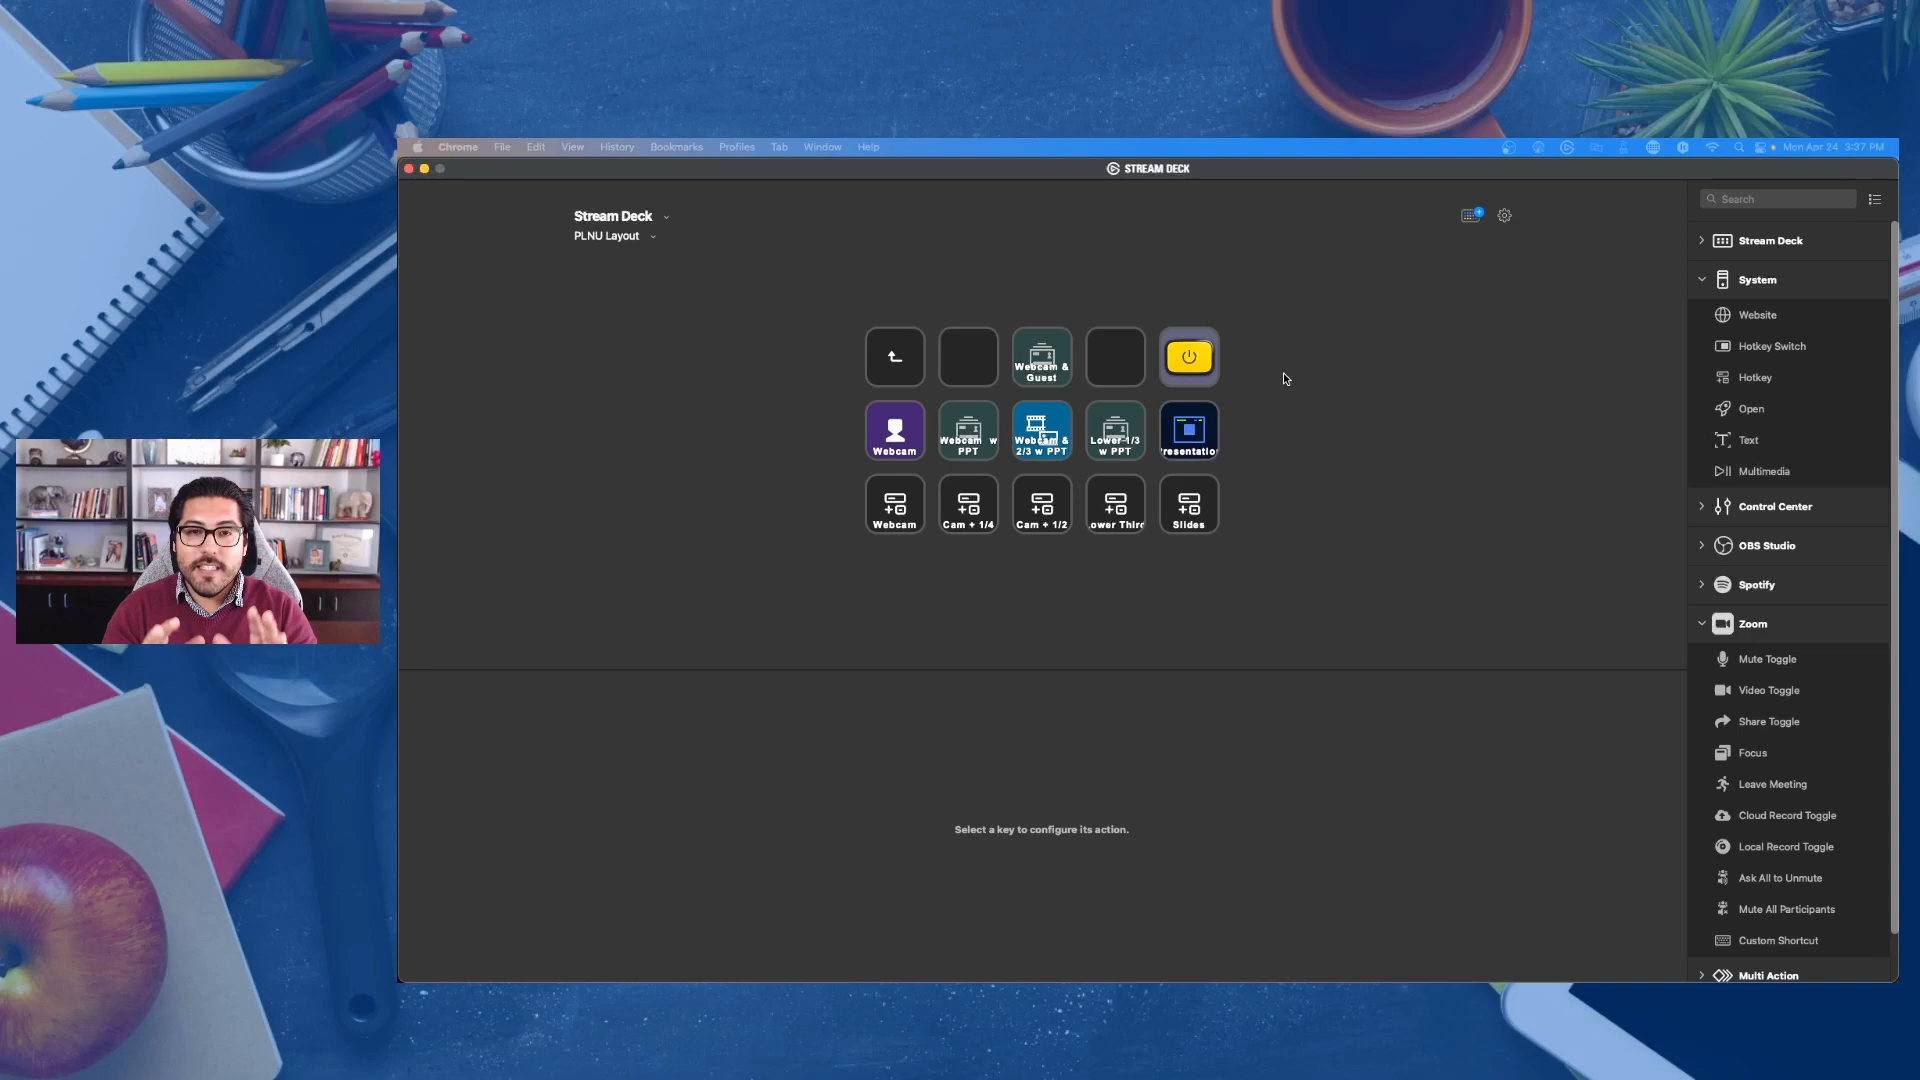 Chrome File Edit View History Bookmarks Profiles Tab Window Help
Mon Apr 24 3:37 PM
STREAM DECK
Stream Deck
PLNU Layout
Webcam &
Guest
Webcam
Webcam w
PPT
Webcam &
2/3 w PPT
Lower 1/3
w PPT
resentatio
Webcam
Cam + 1/4
Cam + 1/2
ower Thir
Slides
Select a key to configure its action.
Search
Stream Deck
System
Website
Hotkey Switch
Hotkey
Open
Text
Multimedia
Control Center
OBS Studio
Spotify
Zoom
Mute Toggle
Video Toggle
Share Toggle
Focus
Leave Meeting
Cloud Record Toggle
Local Record Toggle
Ask All to Unmute
Mute All Participants
Custom Shortcut
Multi Action